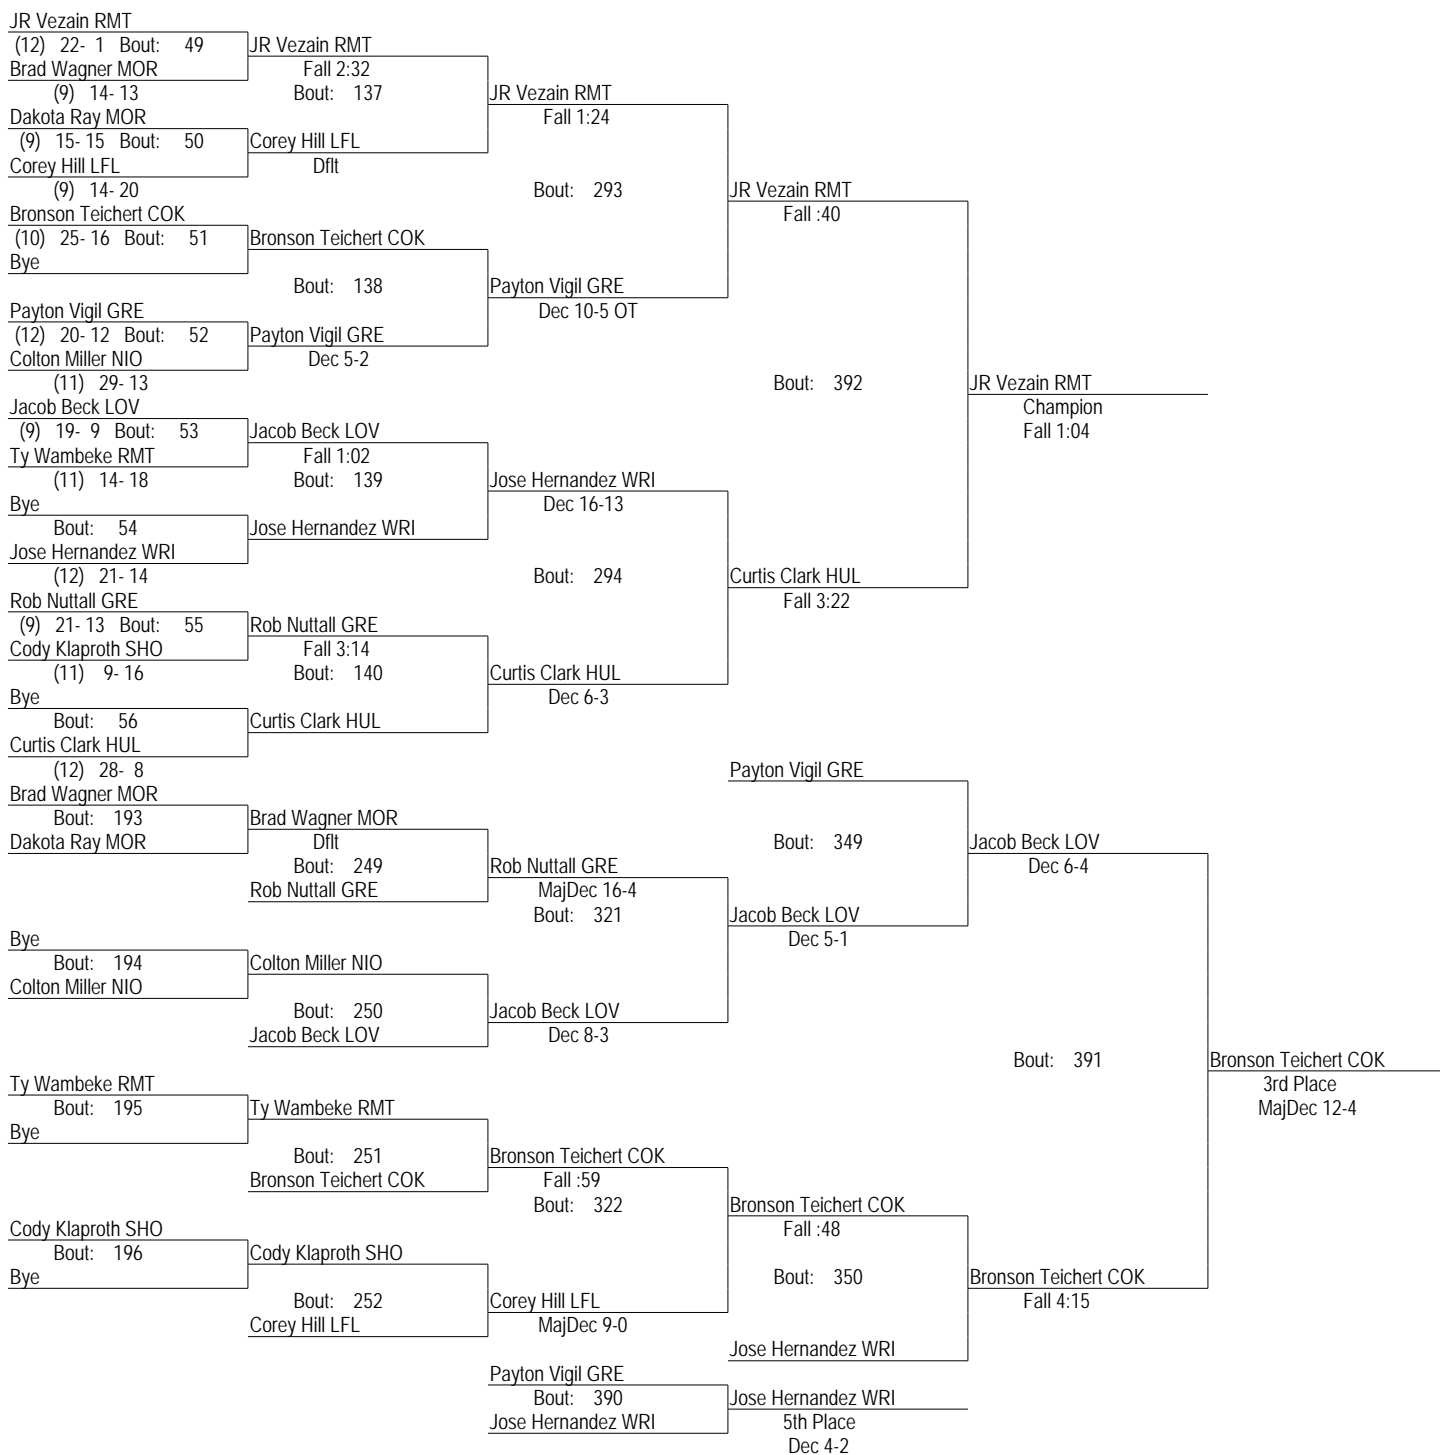 JR Vezain RMT
(12) 22- 1 Bout: 49
Brad Wagner MOR
(9) 14- 13
Dakota Ray MOR
(9) 15- 15 Bout: 50
Corey Hill LFL
(9) 14- 20
Bronson Teichert COK
(10) 25- 16 Bout: 51
Bye
Payton Vigil GRE
(12) 20- 12 Bout: 52
Colton Miller NIO
(11) 29- 13
Jacob Beck LOV
(9) 19- 9 Bout: 53
Ty Wambeke RMT
(11) 14- 18
Bye
Bout: 54
Jose Hernandez WRI
(12) 21- 14
Rob Nuttall GRE
(9) 21- 13 Bout: 55
Cody Klaproth SHO
(11) 9- 16
Bye
Bout: 56
Curtis Clark HUL
(12) 28- 8
JR Vezain RMT
Fall 2:32
Bout: 137
Corey Hill LFL
Dflt
Bronson Teichert COK
Bout: 138
Payton Vigil GRE
Dec 5-2
Jacob Beck LOV
Fall 1:02
Bout: 139
Jose Hernandez WRI
Rob Nuttall GRE
Fall 3:14
Bout: 140
Curtis Clark HUL
JR Vezain RMT
Fall 1:24
Bout: 293
Payton Vigil GRE
Dec 10-5 OT
Jose Hernandez WRI
Dec 16-13
Bout: 294
Curtis Clark HUL
Dec 6-3
JR Vezain RMT
Fall :40
Bout: 392
Curtis Clark HUL
Fall 3:22
JR Vezain RMT
Champion
Fall 1:04
Brad Wagner MOR
Bout: 193
Dakota Ray MOR
Bye
Bout: 194
Colton Miller NIO
Ty Wambeke RMT
Bout: 195
Bye
Cody Klaproth SHO
Bout: 196
Bye
Brad Wagner MOR
Dflt
Bout: 249
Rob Nuttall GRE
Colton Miller NIO
Bout: 250
Jacob Beck LOV
Ty Wambeke RMT
Bout: 251
Bronson Teichert COK
Cody Klaproth SHO
Bout: 252
Corey Hill LFL
Rob Nuttall GRE
MajDec 16-4
Bout: 321
Jacob Beck LOV
Dec 8-3
Bronson Teichert COK
Fall :59
Bout: 322
Corey Hill LFL
MajDec 9-0
Payton Vigil GRE
Bout: 349
Jacob Beck LOV
Dec 5-1
Bronson Teichert COK
Fall :48
Bout: 350
Jose Hernandez WRI
Jacob Beck LOV
Dec 6-4
Bout: 391
Bronson Teichert COK
Fall 4:15
Bronson Teichert COK
3rd Place
MajDec 12-4
Payton Vigil GRE
Bout: 390
Jose Hernandez WRI
Jose Hernandez WRI
5th Place
Dec 4-2